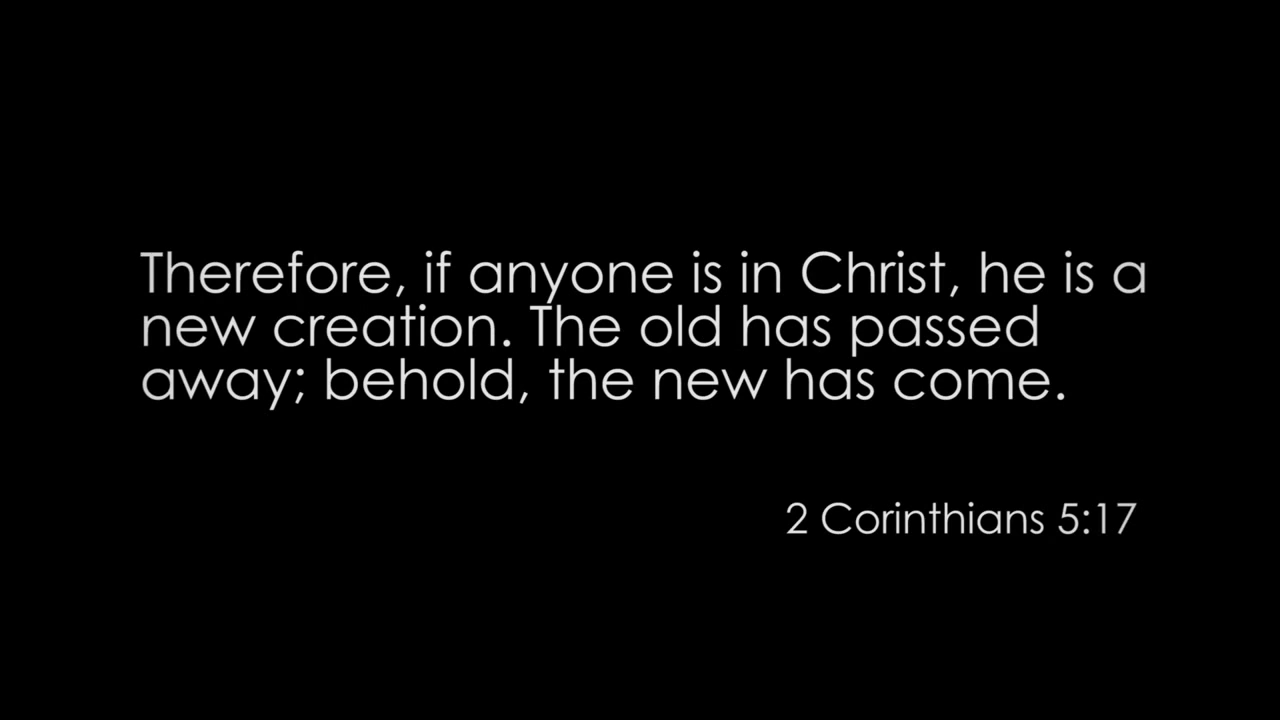 Therefore, if anyone is in Christ, he is a
new creation. The old has passed
away; behold, the new has come.
2 Corinthians 5:17